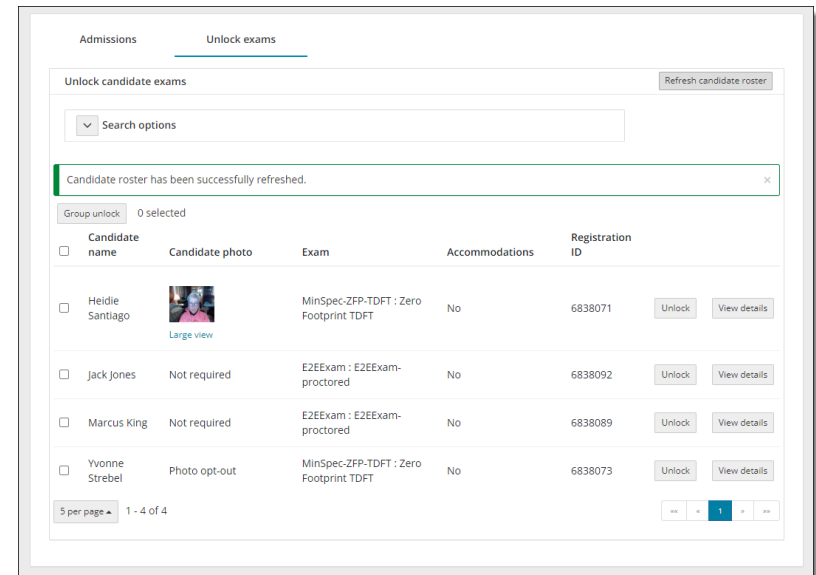 Admissions Unlock exams
Unlock candidate exams Refresh candidate roster
Search options
Candidate roster has been successfully refreshed. ×
Group unlock 0 selected
Candidate name Candidate photo Exam Accommodations Registration ID
Heidie Santiago Large view MinSpec-ZFP-TDFT : Zero Footprint TDFT No 6838071 Unlock View details
Jack Jones Not required E2EExam : E2EExam-proctored No 6838092 Unlock View details
Marcus King Not required E2EExam : E2EExam-proctored No 6838089 Unlock View details
Yvonne Strebel Photo opt-out MinSpec-ZFP-TDFT : Zero Footprint TDFT No 6838073 Unlock View details
5 per page 1 - 4 of 4 «« « 1 » »»